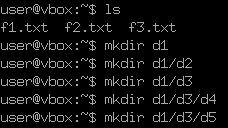 user@vbox:~$ ls
f1.txt  f2.txt  f3.txt
user@vbox:~$ mkdir d1
user@vbox:~$ mkdir d1/d2
user@vbox:~$ mkdir d1/d3
user@vbox:~$ mkdir d1/d3/d4
user@vbox:~$ mkdir d1/d3/d5